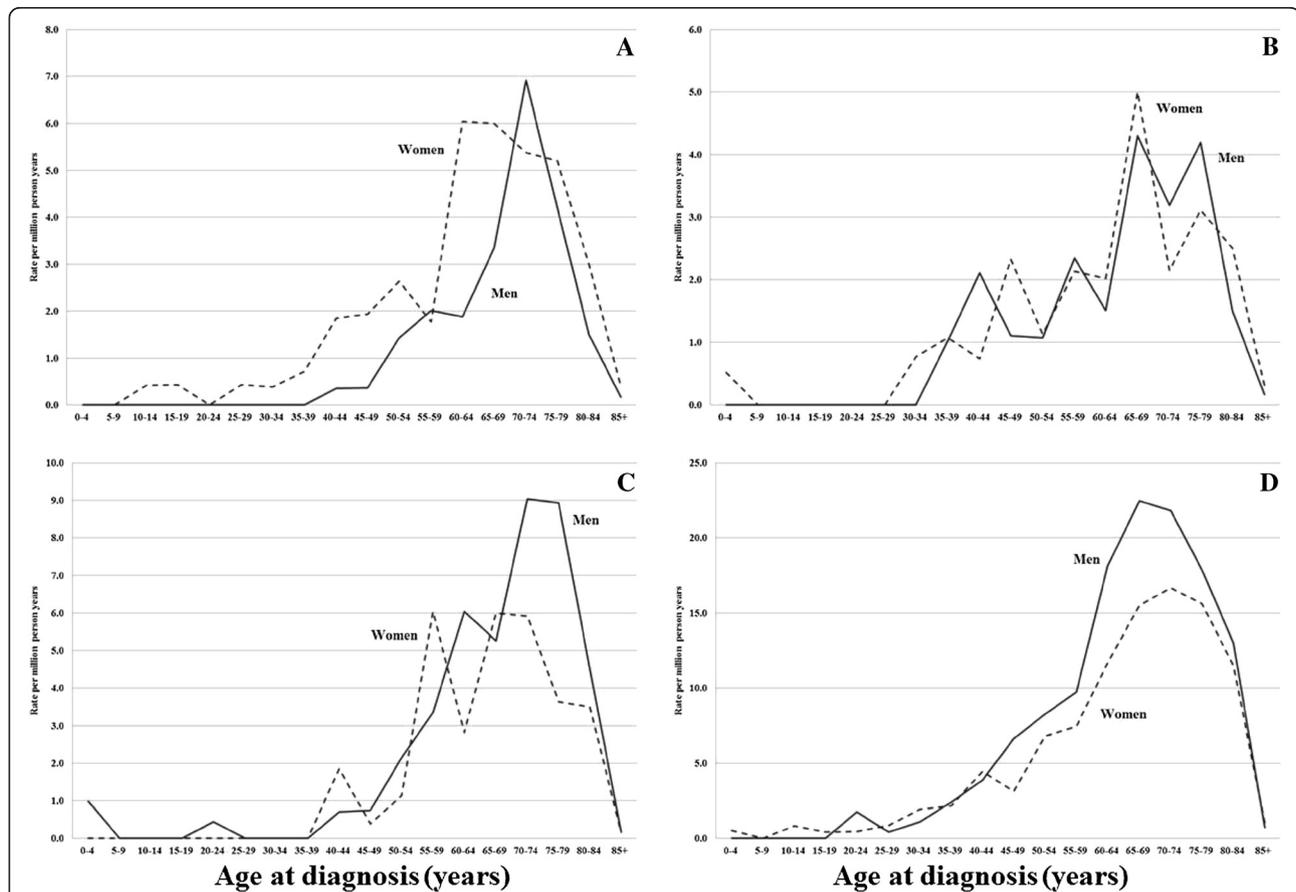 A
8.0
7.0
6.0
5.0
4.0
3.0
2.0
1.0
0.0
Rate per million person years
Women
Men
0-4 5-9 10-14 15-19 20-24 25-29 30-34 35-39 40-44 45-49 50-54 55-59 60-64 65-69 70-74 75-79 80-84 85+
B
6.0
5.0
4.0
3.0
2.0
1.0
0.0
Rate per million person years
Women
Men
0-4 5-9 10-14 15-19 20-24 25-29 30-34 35-39 40-44 45-49 50-54 55-59 60-64 65-69 70-74 75-79 80-84 85+
C
10.0
9.0
8.0
7.0
6.0
5.0
4.0
3.0
2.0
1.0
0.0
Rate per million person years
Men
Women
0-4 5-9 10-14 15-19 20-24 25-29 30-34 35-39 40-44 45-49 50-54 55-59 60-64 65-69 70-74 75-79 80-84 85+
Age at diagnosis (years)
D
25.0
20.0
15.0
10.0
5.0
0.0
Rate per million person years
Men
Women
0-4 5-9 10-14 15-19 20-24 25-29 30-34 35-39 40-44 45-49 50-54 55-59 60-64 65-69 70-74 75-79 80-84 85+
Age at diagnosis (years)